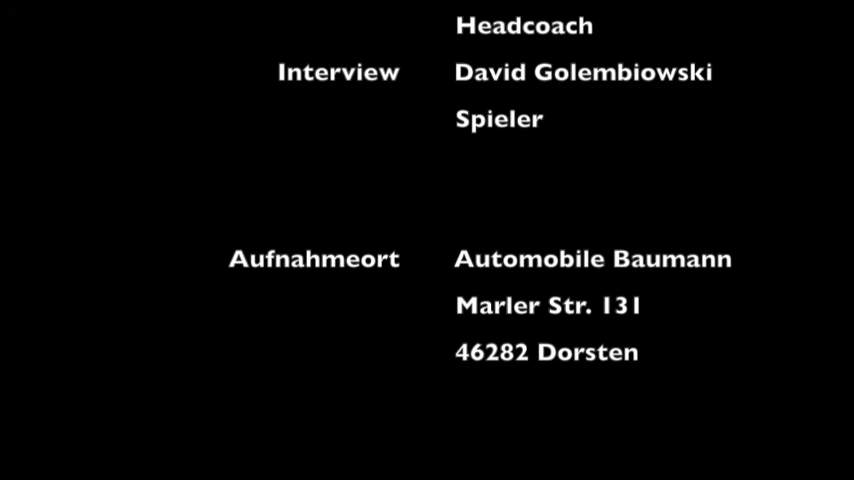 Headcoach
Interview David Golembiowski
Spieler
Aufnahmeort Automobile Baumann
Marler Str. 131
46282 Dorsten